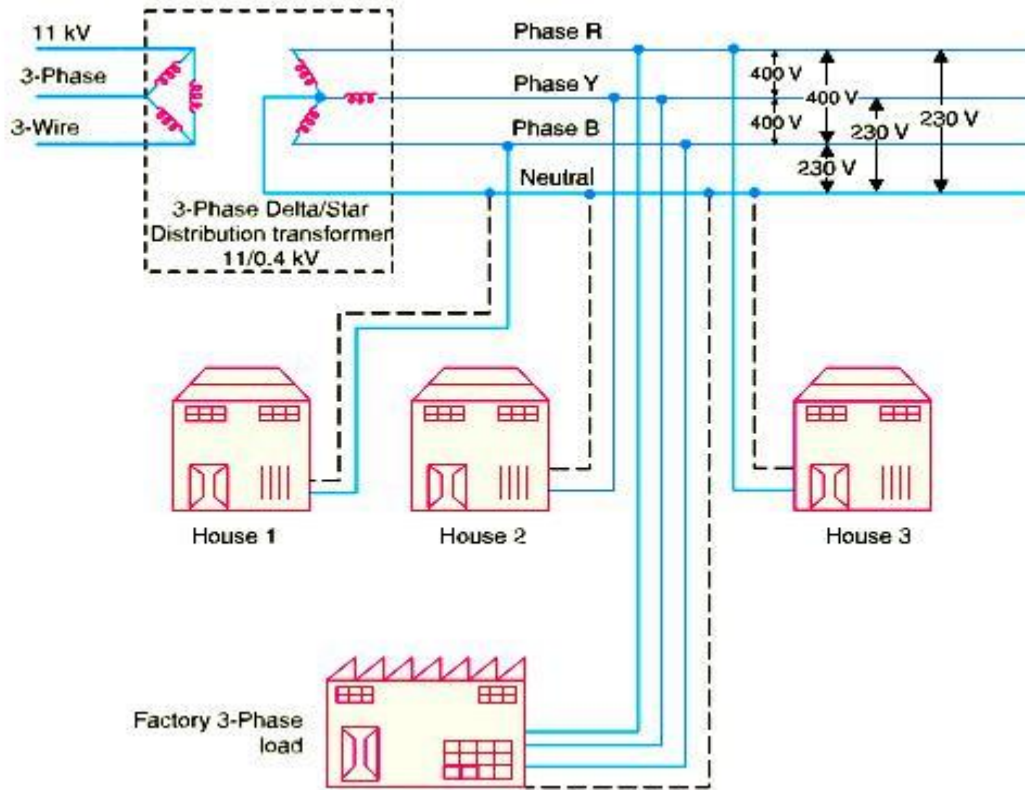 11 kV
3-Phase
3-Wire
3-Phase Delta/Star
Distribution transformer
11/0.4 kV
Phase R
Phase Y
Phase B
Neutral
400 V
400 V
400 V
230 V
230 V
230 V
House 1
House 2
House 3
Factory 3-Phase
load